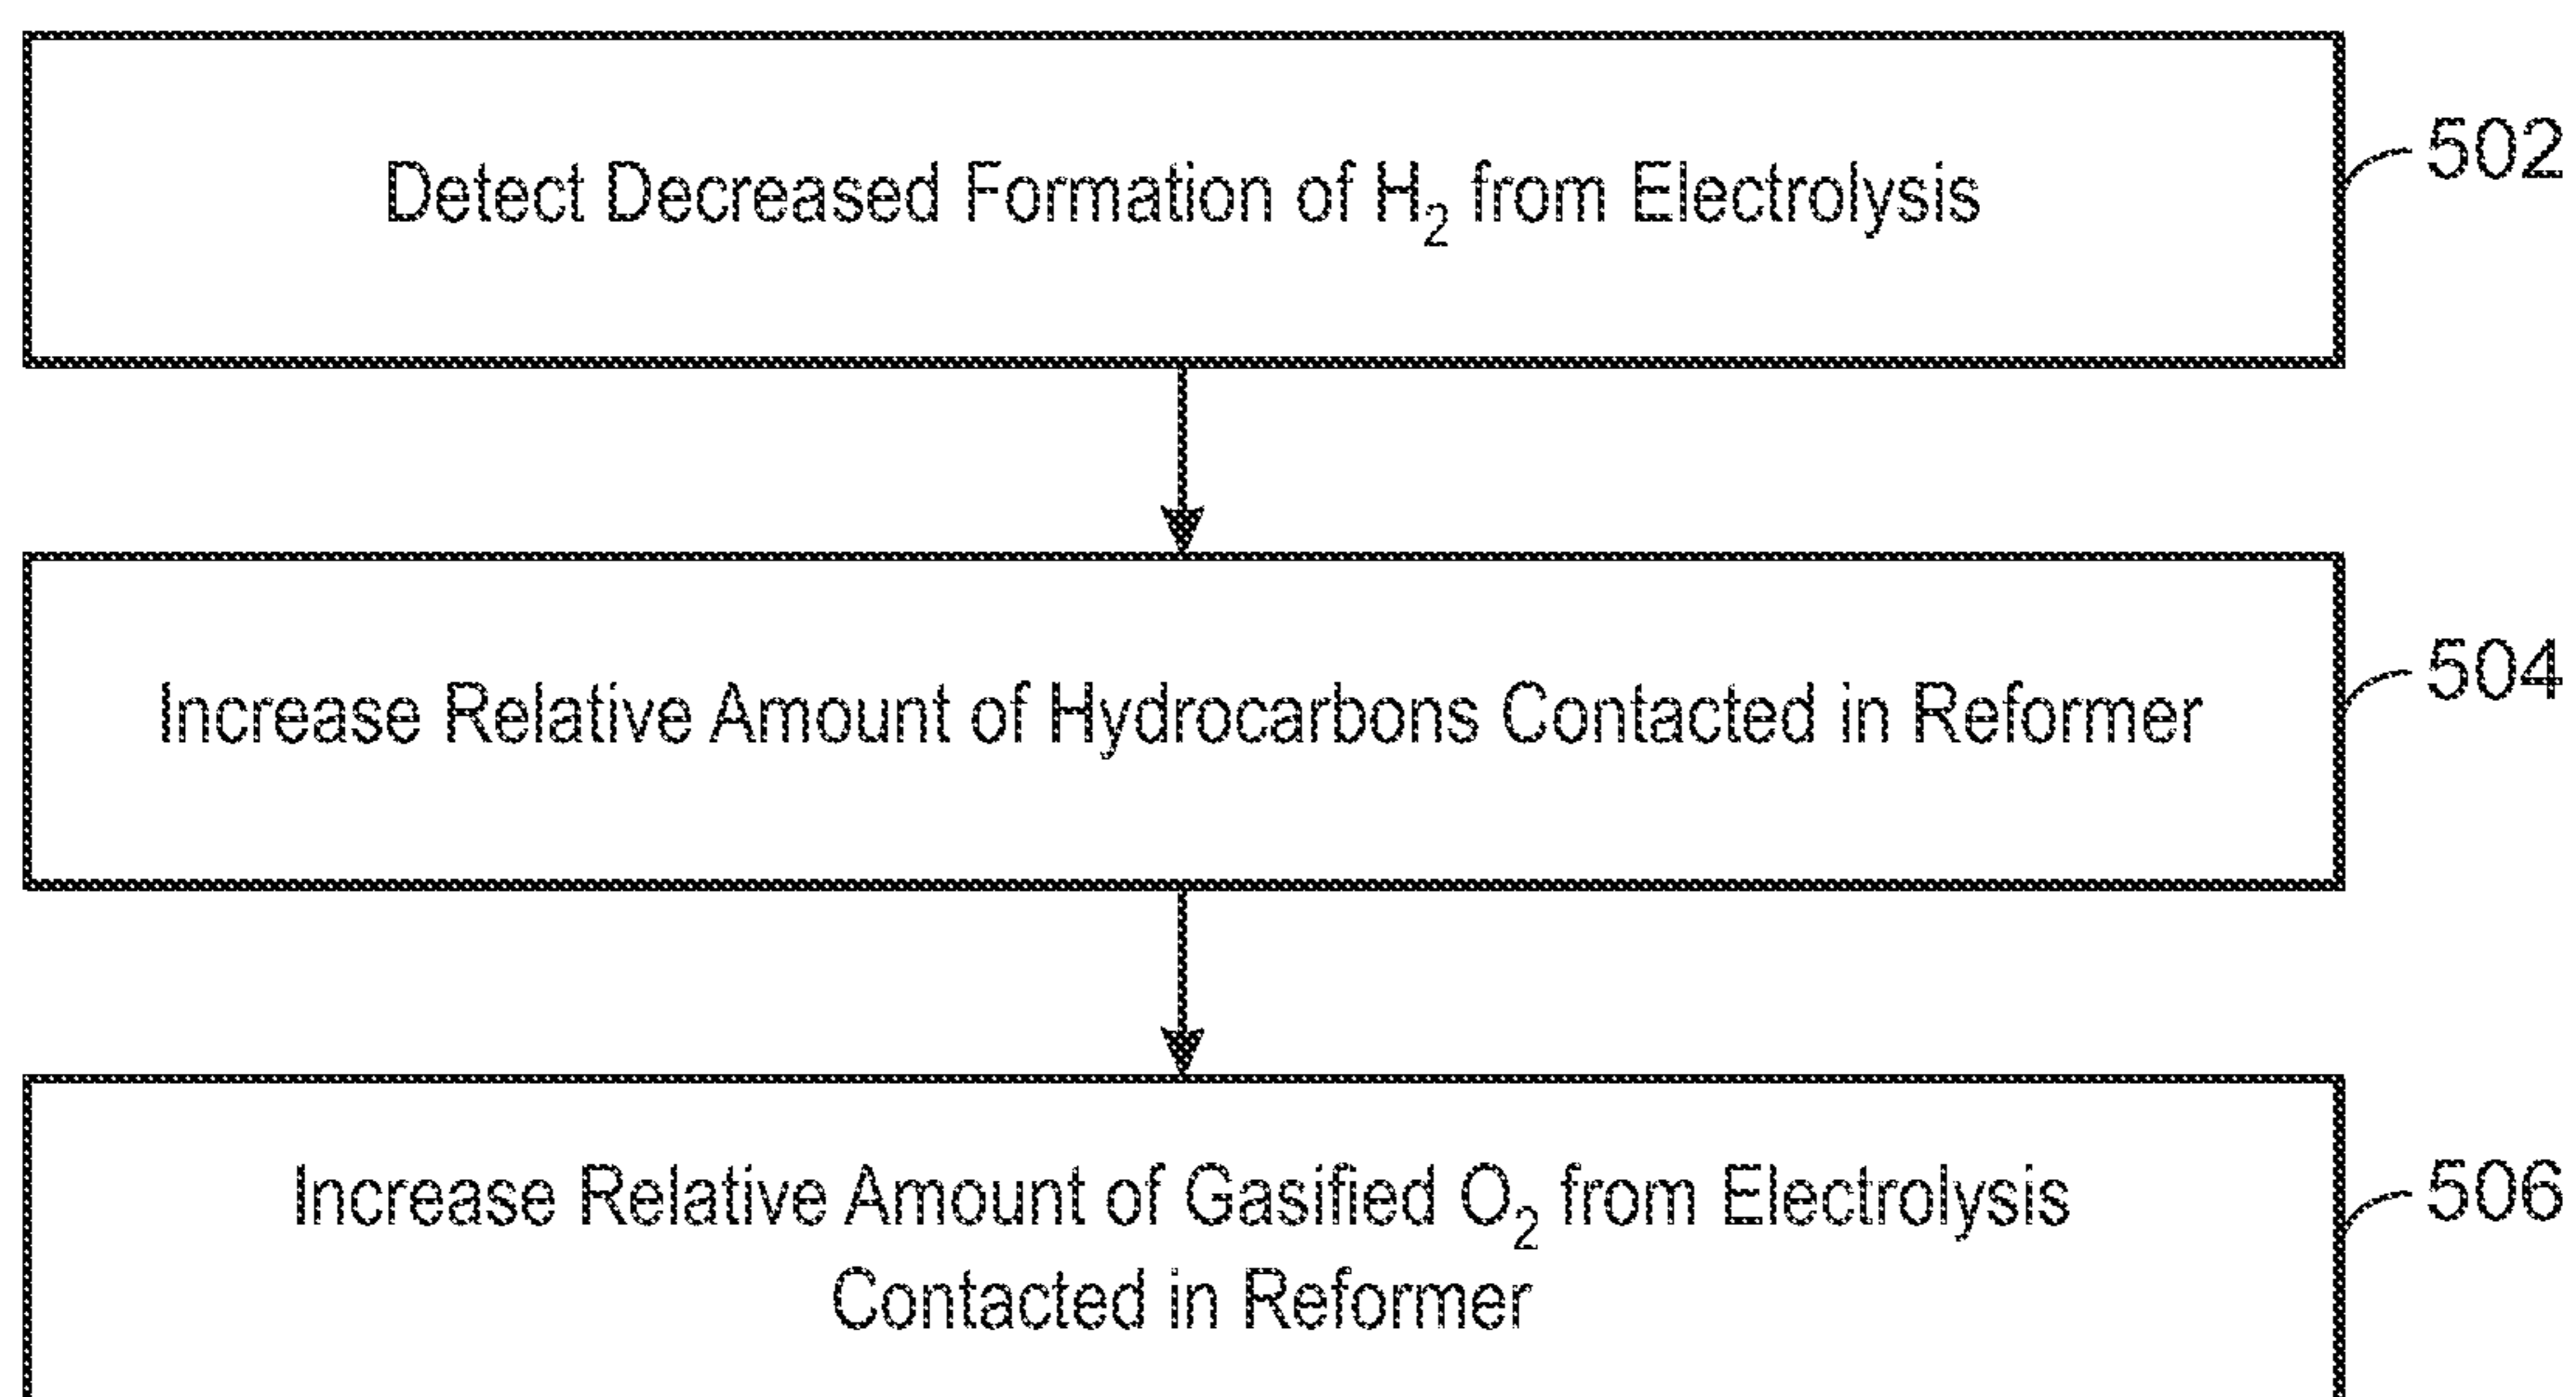 Detect Decreased Formation of H₂ from Electrolysis
502
Increase Relative Amount of Hydrocarbons Contacted in Reformer
504
Increase Relative Amount of Gasified O₂ from Electrolysis
Contacted in Reformer
506